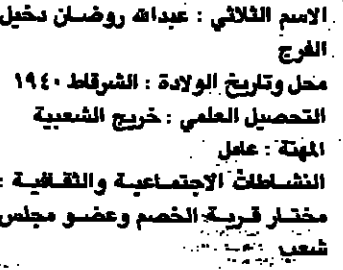 الاسم الثلاثي : عبدالله روضان دخيل
الفرج
محل وتاريخ الولادة : الشرقاط ١٩٤٠
التحصيل العلمي : خريج الشعبية
المهنة : عامل
النشاطات الاجتماعية والثقافية :
مختار قرية الخصم وعضو مجلس
شعب